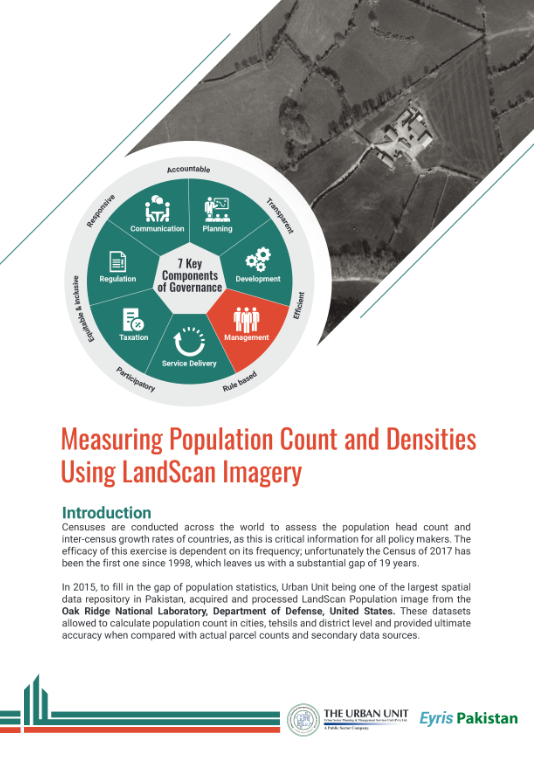 Accountable
Responsive
Transparent
Communication
Planning
7 Key
Components
of Governance
Regulation
Development
Equitable & Inclusive
Efficient
Taxation
Management
Service Delivery
Participatory
Rule based
Measuring Population Count and Densities
Using LandScan Imagery
Introduction
Censuses are conducted across the world to assess the population head count and
inter-census growth rates of countries, as this is critical information for all policy makers. The
efficacy of this exercise is dependent on its frequency; unfortunately the Census of 2017 has
been the first one since 1998, which leaves us with a substantial gap of 19 years.
In 2015, to fill in the gap of population statistics, Urban Unit being one of the largest spatial
data repository in Pakistan, acquired and processed LandScan Population image from the
Oak Ridge National Laboratory, Department of Defense, United States. These datasets
allowed to calculate population count in cities, tehsils and district level and provided ultimate
accuracy when compared with actual parcel counts and secondary data sources.
THE URBAN UNIT
A Public Sector Company
Eyris Pakistan